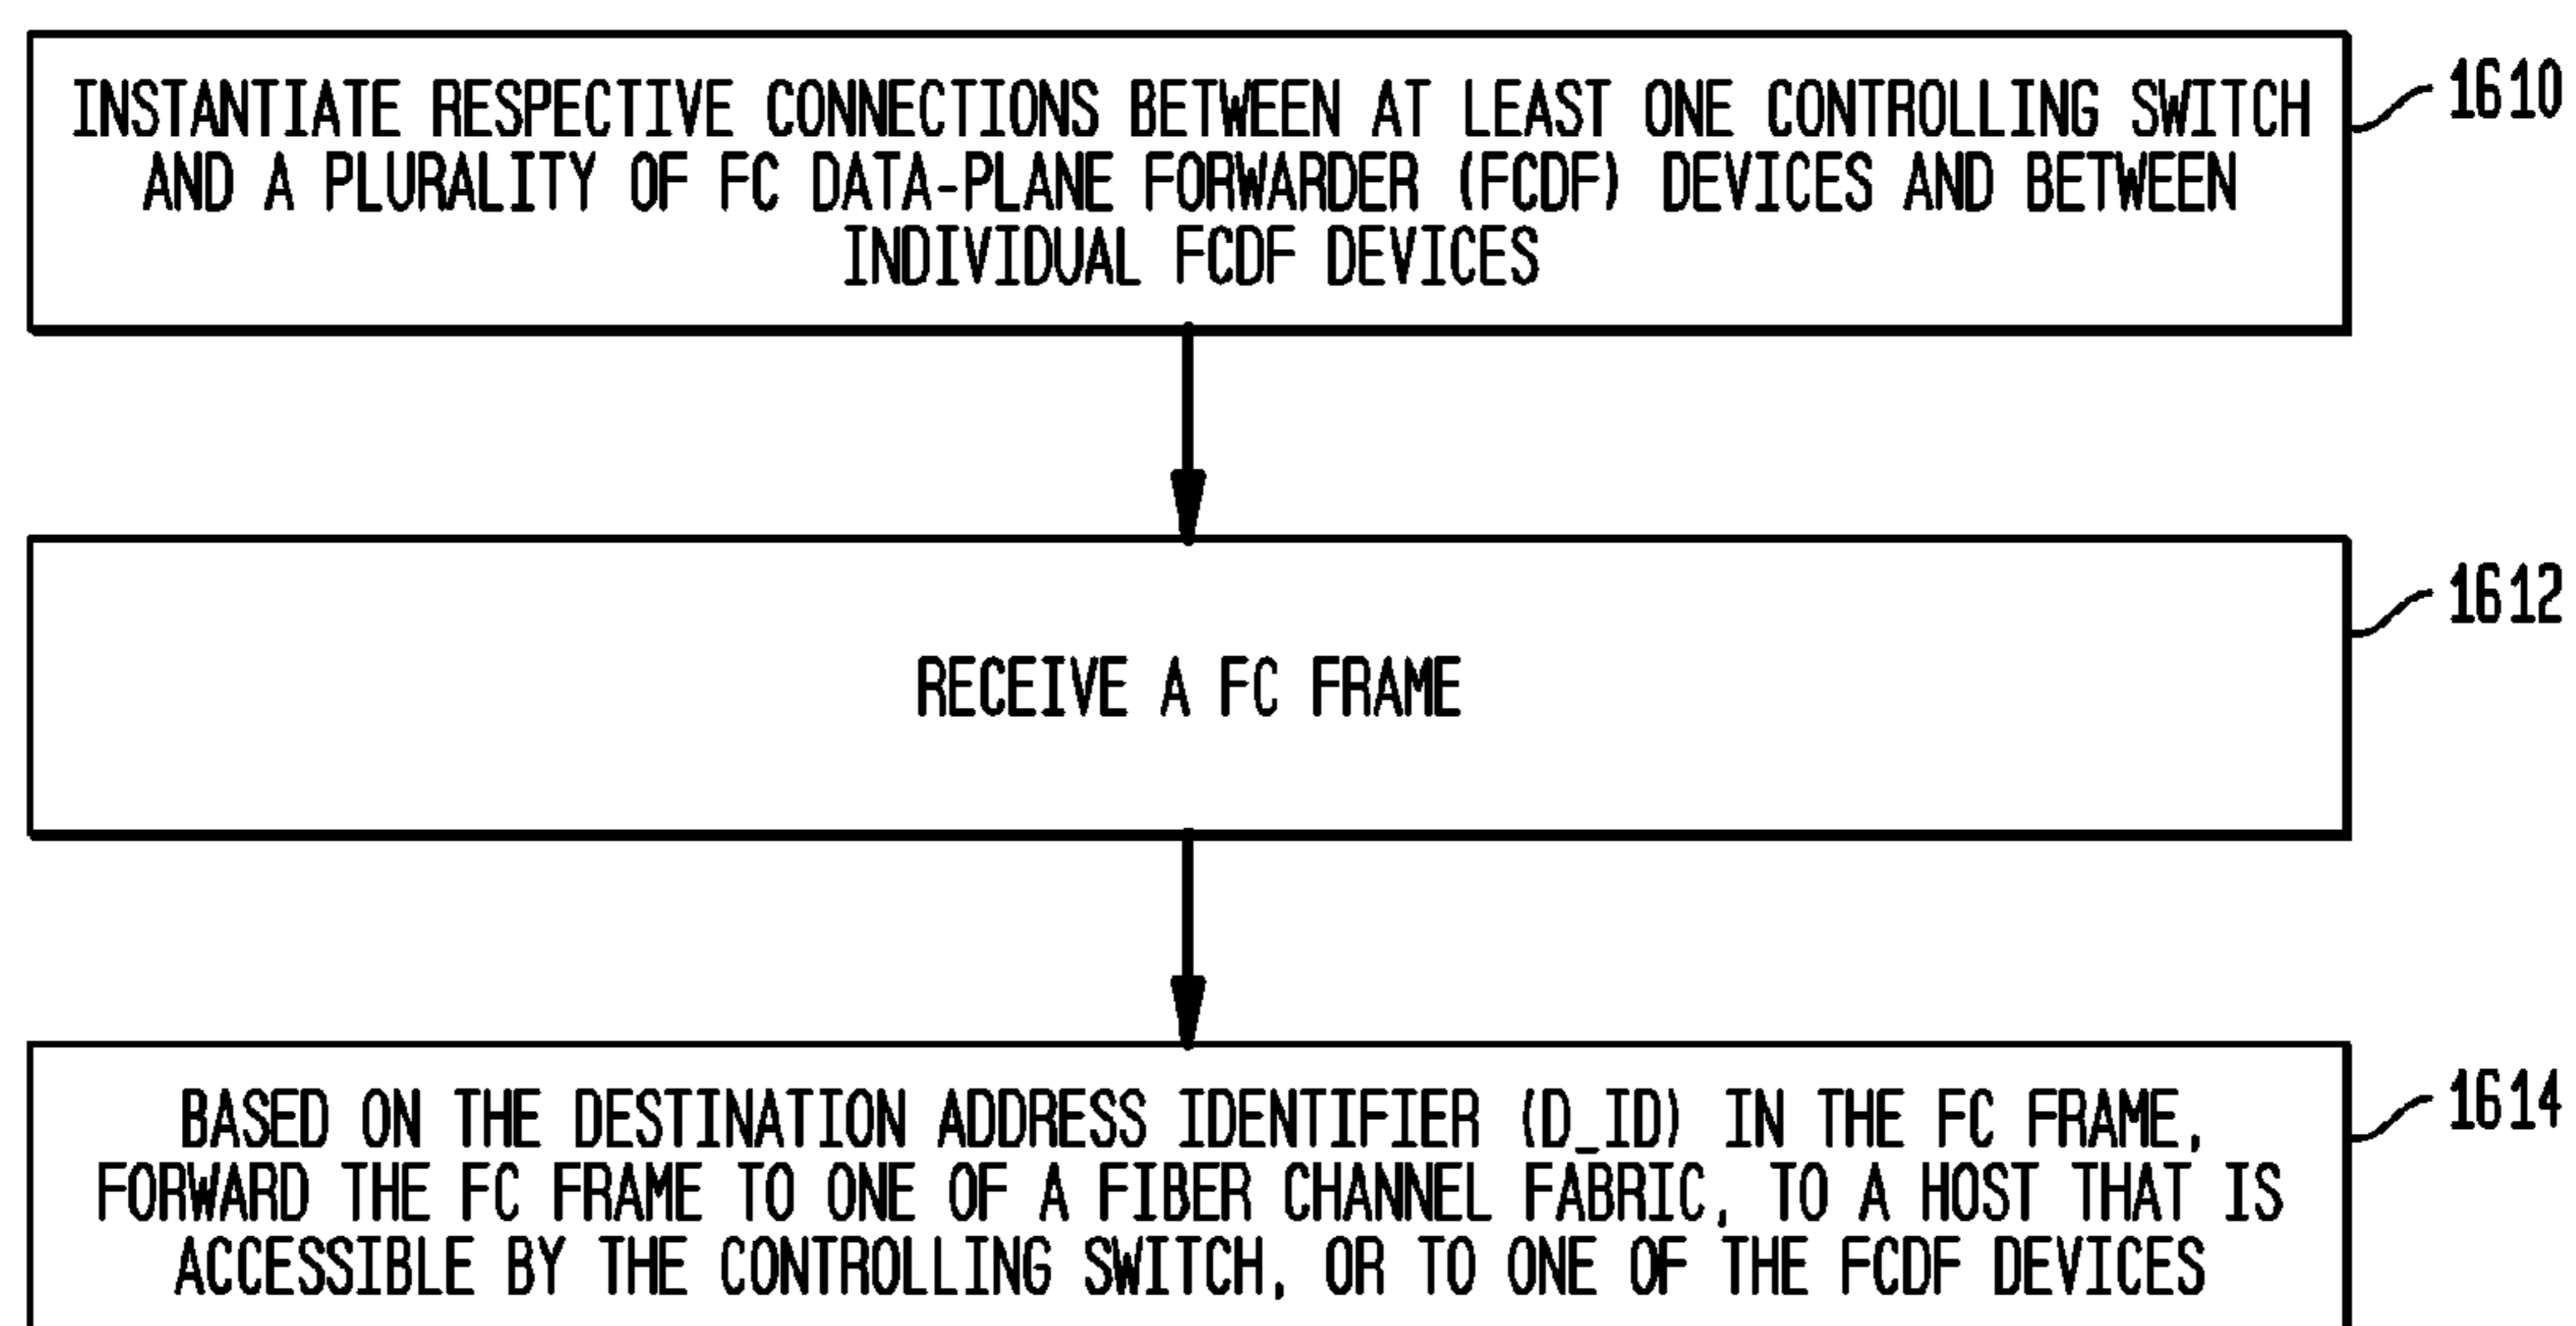 INSTANTIATE RESPECTIVE CONNECTIONS BETWEEN AT LEAST ONE CONTROLLING SWITCH
AND A PLURALITY OF FC DATA-PLANE FORWARDER (FCDF) DEVICES AND BETWEEN
INDIVIDUAL FCDF DEVICES
1610
RECEIVE A FC FRAME
1612
BASED ON THE DESTINATION ADDRESS IDENTIFIER (D_ID) IN THE FC FRAME,
FORWARD THE FC FRAME TO ONE OF A FIBER CHANNEL FABRIC, TO A HOST THAT IS
ACCESSIBLE BY THE CONTROLLING SWITCH, OR TO ONE OF THE FCDF DEVICES
1614